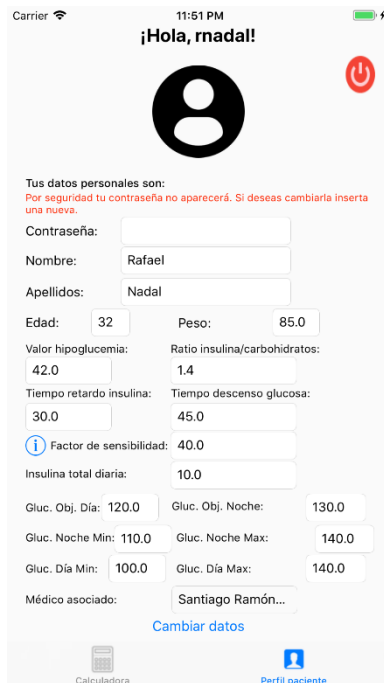 Carrier 11:51 PM
¡Hola, rnadal!
Tus datos personales son:
Por seguridad tu contraseña no aparecerá. Si deseas cambiarla inserta
una nueva.
Contraseña:
Nombre: Rafael
Apellidos: Nadal
Edad: 32 Peso: 85.0
Valor hipoglucemia: Ratio insulina/carbohidratos:
42.0 1.4
Tiempo retardo insulina: Tiempo descenso glucosa:
30.0 45.0
i Factor de sensibilidad: 40.0
Insulina total diaria: 10.0
Gluc. Obj. Día: 120.0 Gluc. Obj. Noche: 130.0
Gluc. Noche Min: 110.0 Gluc. Noche Max: 140.0
Gluc. Día Min: 100.0 Gluc. Día Max: 140.0
Médico asociado: Santiago Ramón...
Cambiar datos
Calculadora Perfil paciente